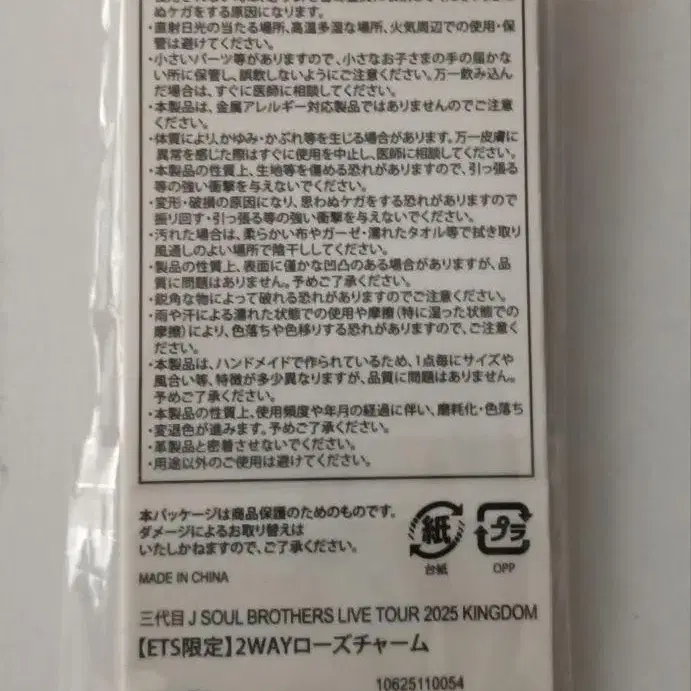 ぬケガをする原因になります。
・直射日光の当たる場所、高温多湿な場所、火気周辺での使用・保
管は避けてください。
・小さいパーツ等がありますので、小さなお子さまの手の届かな
い所に保管し、誤飲しないようにご注意ください。万一飲み込ん
だ場合は、すぐに医師に相談してください。
・本製品は、金属アレルギー対応製品ではありませんのでご注意
ください。
・体質により、かゆみ・かぶれ等を生じる場合があります。万一皮膚に
異常を感じた際はすぐに使用を中止し、医師に相談してください。
・本製品の性質上、生地等を傷める恐れがありますので、引っ張る
等の強い衝撃を与えないでください。
・変形・破損の原因になり、思わぬケガをする恐れがありますので
振り回す・引っ張る等の強い衝撃を与えないでください。
・汚れた場合は、柔らかい布やガーゼ・濡れたタオル等で拭き取り
風通しのよい場所で陰干ししてください。
・製品の性質上、表面に僅かな凹凸のある場合がありますが、品
質に問題はありません。予めご了承ください。
・鋭角な物によって破れる恐れがありますのでご注意ください。
・雨や汗による濡れた状態での使用や摩擦(特に湿った状態での
摩擦)により、色落ちや色移りする恐れがありますので、ご注意く
ださい。
・本製品は、ハンドメイドで作られているため、1点毎にサイズや
風合い等、特徴が多少異なりますが、品質に問題はありません。
予めご了承ください。
・本製品の性質上、使用頻度や年月の経過に伴い、磨耗化・色落ち
・変退色が進みます。予めご了承ください。
・革製品と密着させないでください。
・用途以外のご使用は避けてください。
本パッケージは商品保護のためのものです。
ダメージによるお取り替えは
いたしかねますので、ご了承ください。
紙 プラ
台紙 OPP
MADE IN CHINA
三代目 J SOUL BROTHERS LIVE TOUR 2025 KINGDOM
【ETS限定】2WAYローズチャーム
10625110054